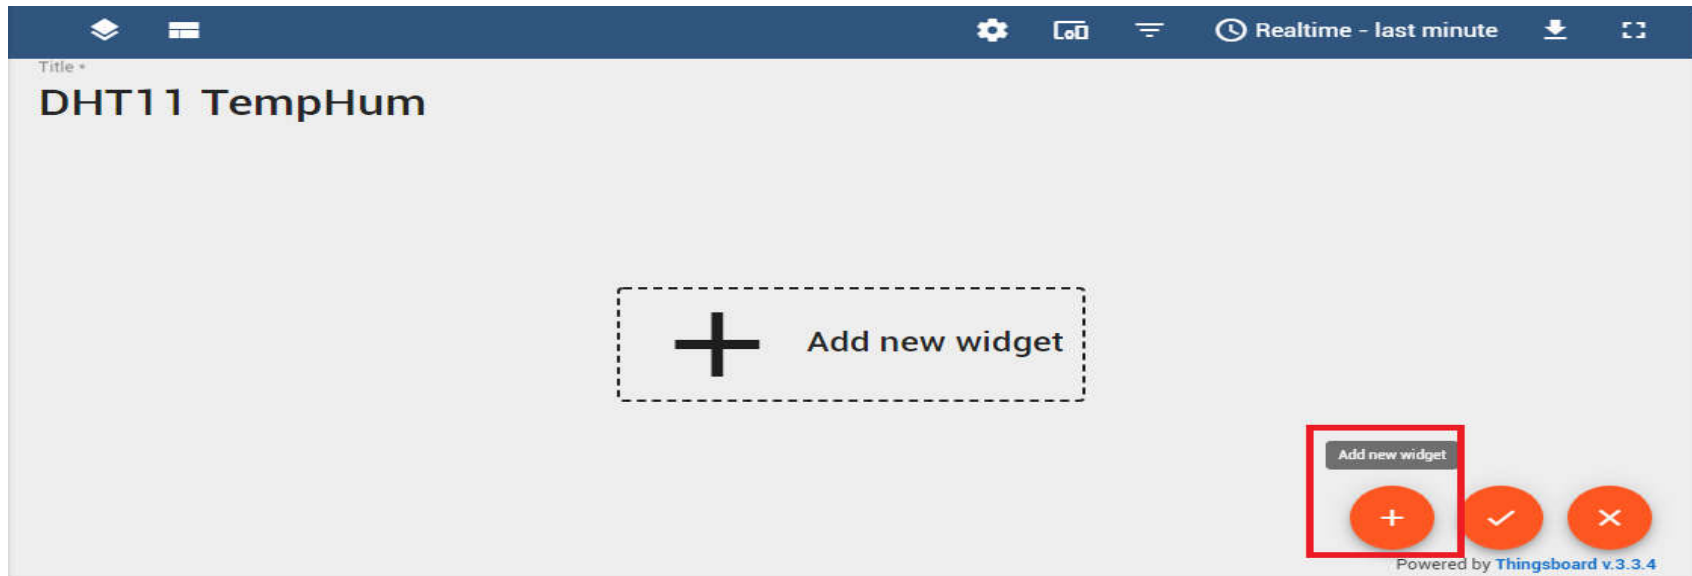 Realtime - last minute
Title *
DHT11 TempHum
Add new widget
Add new widget
Powered by Thingsboard v.3.3.4